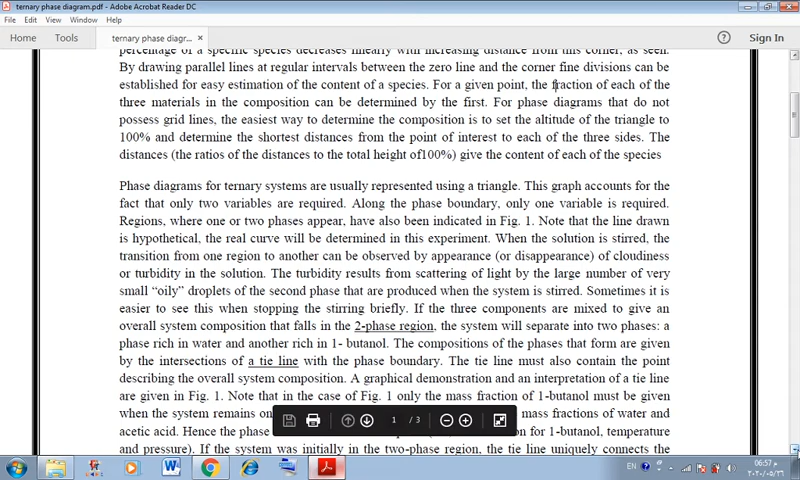 ternary phase diagram.pdf - Adobe Acrobat Reader DC
File Edit View Window Help
Home Tools ternary phase diagr... × ? Sign In
percentage of a specific species decreases linearly with increasing distance from this corner, as seen.
By drawing parallel lines at regular intervals between the zero line and the corner fine divisions can be
established for easy estimation of the content of a species. For a given point, the fraction of each of the
three materials in the composition can be determined by the first. For phase diagrams that do not
possess grid lines, the easiest way to determine the composition is to set the altitude of the triangle to
100% and determine the shortest distances from the point of interest to each of the three sides. The
distances (the ratios of the distances to the total height of100%) give the content of each of the species
Phase diagrams for ternary systems are usually represented using a triangle. This graph accounts for the
fact that only two variables are required. Along the phase boundary, only one variable is required.
Regions, where one or two phases appear, have also been indicated in Fig. 1. Note that the line drawn
is hypothetical, the real curve will be determined in this experiment. When the solution is stirred, the
transition from one region to another can be observed by appearance (or disappearance) of cloudiness
or turbidity in the solution. The turbidity results from scattering of light by the large number of very
small “oily” droplets of the second phase that are produced when the system is stirred. Sometimes it is
easier to see this when stopping the stirring briefly. If the three components are mixed to give an
overall system composition that falls in the 2-phase region, the system will separate into two phases: a
phase rich in water and another rich in 1- butanol. The compositions of the phases that form are given
by the intersections of a tie line with the phase boundary. The tie line must also contain the point
describing the overall system composition. A graphical demonstration and an interpretation of a tie line
are given in Fig. 1. Note that in the case of Fig. 1 only the mass fraction of 1-butanol must be given
when the system remains on mass fractions of water and
acetic acid. Hence the phase on for 1-butanol, temperature
and pressure). If the system was initially in the two-phase region, the tie line uniquely connects the
1 / 3
EN 06:57 م
٢٠٢٠/٠٥/٢٦